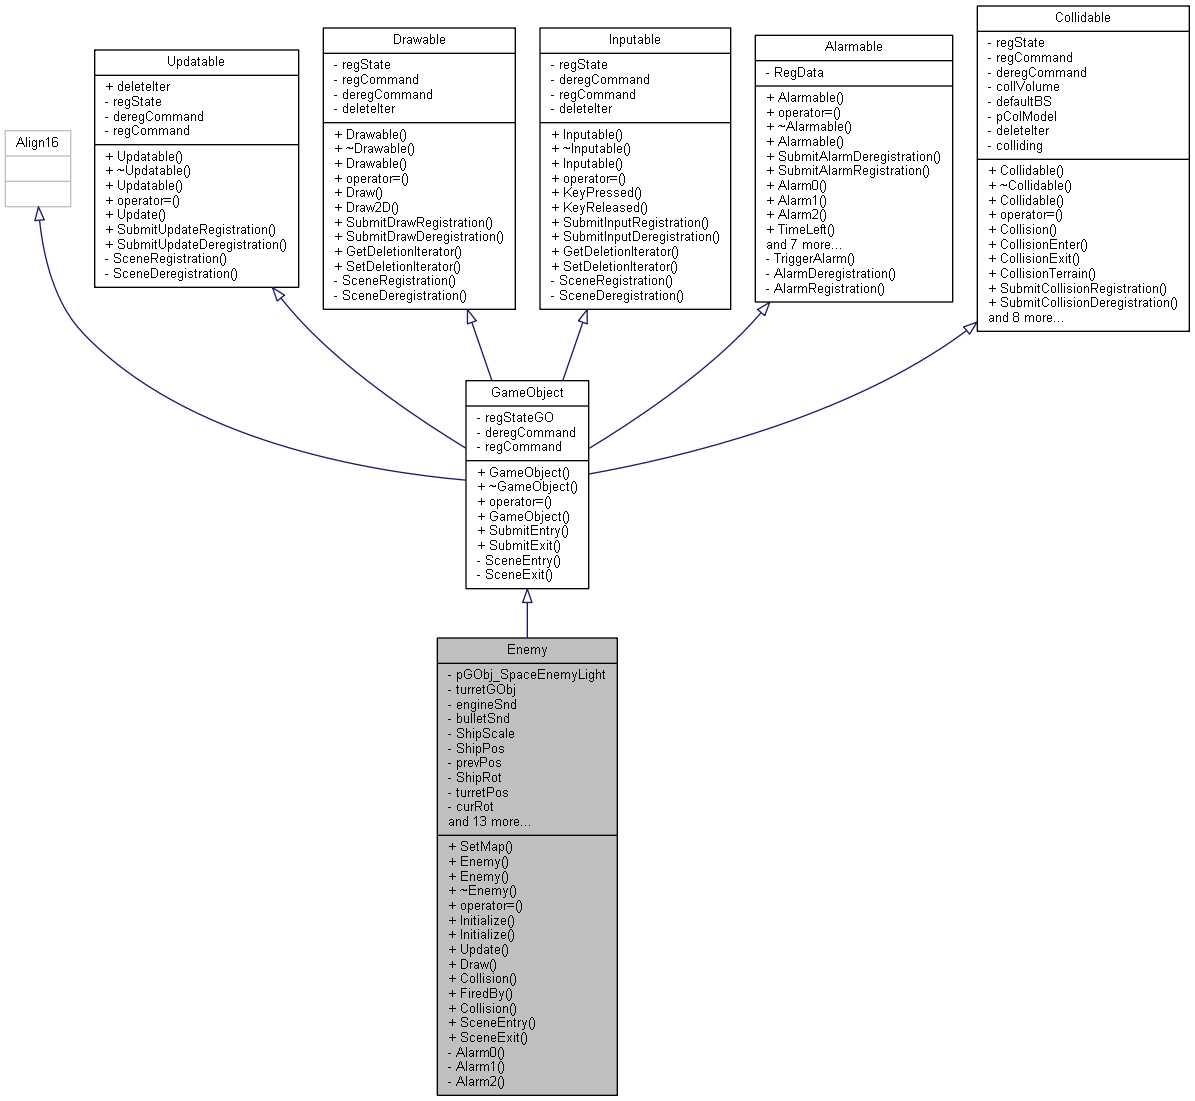 Align16
Updatable
+ deleteIter
- regState
- deregCommand
- regCommand
+ Updatable()
+ ~Updatable()
+ Updatable()
+ operator=()
+ Update()
+ SubmitUpdateRegistration()
+ SubmitUpdateDeregistration()
- SceneRegistration()
- SceneDeregistration()
Drawable
- regState
- regCommand
- deregCommand
- deleteIter
+ Drawable()
+ ~Drawable()
+ Drawable()
+ operator=()
+ Draw()
+ Draw2D()
+ SubmitDrawRegistration()
+ SubmitDrawDeregistration()
+ GetDeletionIterator()
+ SetDeletionIterator()
- SceneRegistration()
- SceneDeregistration()
Inputable
- regState
- deregCommand
- regCommand
- deleteIter
+ Inputable()
+ ~Inputable()
+ Inputable()
+ operator=()
+ KeyPressed()
+ KeyReleased()
+ SubmitInputRegistration()
+ SubmitInputDeregistration()
+ GetDeletionIterator()
+ SetDeletionIterator()
- SceneRegistration()
- SceneDeregistration()
Alarmable
- RegData
+ Alarmable()
+ operator=()
+ ~Alarmable()
+ Alarmable()
+ SubmitAlarmDeregistration()
+ SubmitAlarmRegistration()
+ Alarm0()
+ Alarm1()
+ Alarm2()
+ TimeLeft()
and 7 more...
- TriggerAlarm()
- AlarmDeregistration()
- AlarmRegistration()
Collidable
- regState
- regCommand
- deregCommand
- collVolume
- defaultBS
- pColModel
- deleteIter
- colliding
+ Collidable()
+ ~Collidable()
+ Collidable()
+ operator=()
+ Collision()
+ CollisionEnter()
+ CollisionExit()
+ CollisionTerrain()
+ SubmitCollisionRegistration()
+ SubmitCollisionDeregistration()
and 8 more...
GameObject
- regStateGO
- deregCommand
- regCommand
+ GameObject()
+ ~GameObject()
+ operator=()
+ GameObject()
+ SubmitEntry()
+ SubmitExit()
- SceneEntry()
- SceneExit()
Enemy
- pGObj_SpaceEnemyLight
- turretGObj
- engineSnd
- bulletSnd
- ShipScale
- ShipPos
- prevPos
- ShipRot
- turretPos
- curRot
and 13 more...
+ SetMap()
+ Enemy()
+ Enemy()
+ ~Enemy()
+ operator=()
+ Initialize()
+ Initialize()
+ Update()
+ Draw()
+ Collision()
+ FiredBy()
+ Collision()
+ SceneEntry()
+ SceneExit()
- Alarm0()
- Alarm1()
- Alarm2()